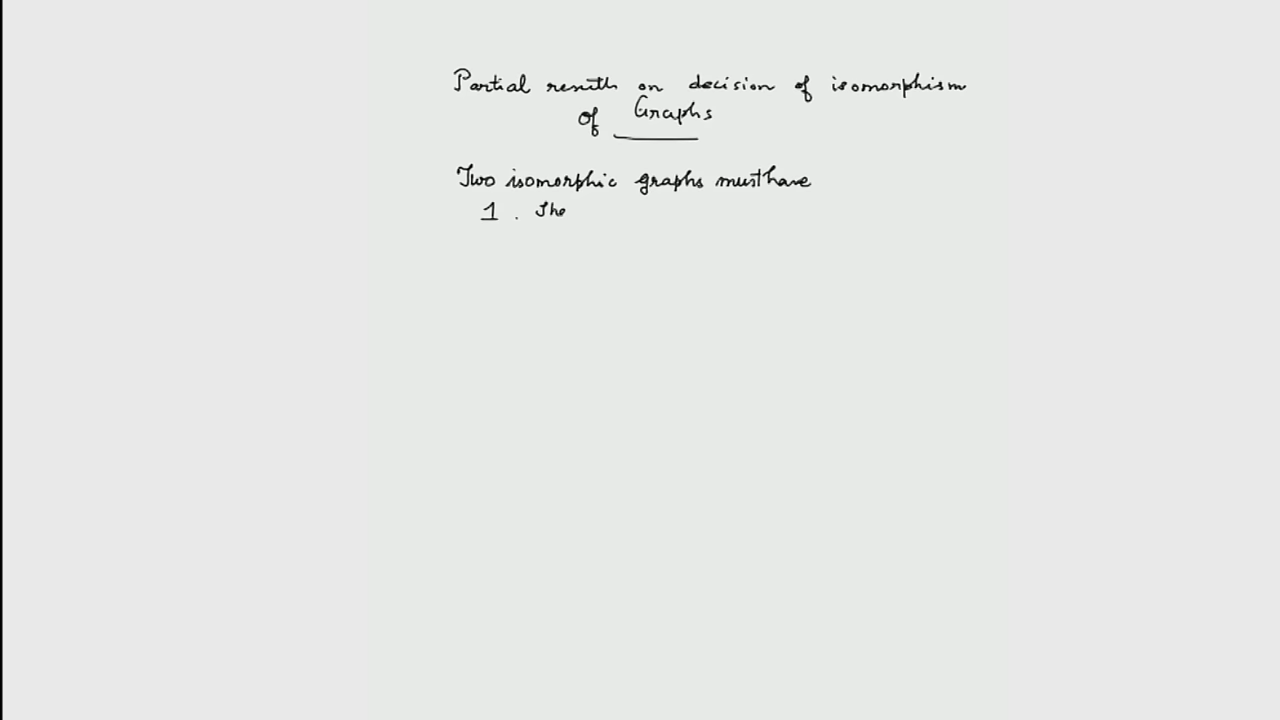 Partial results on decision of isomorphism
of Graphs
Two isomorphic graphs must have
1. The